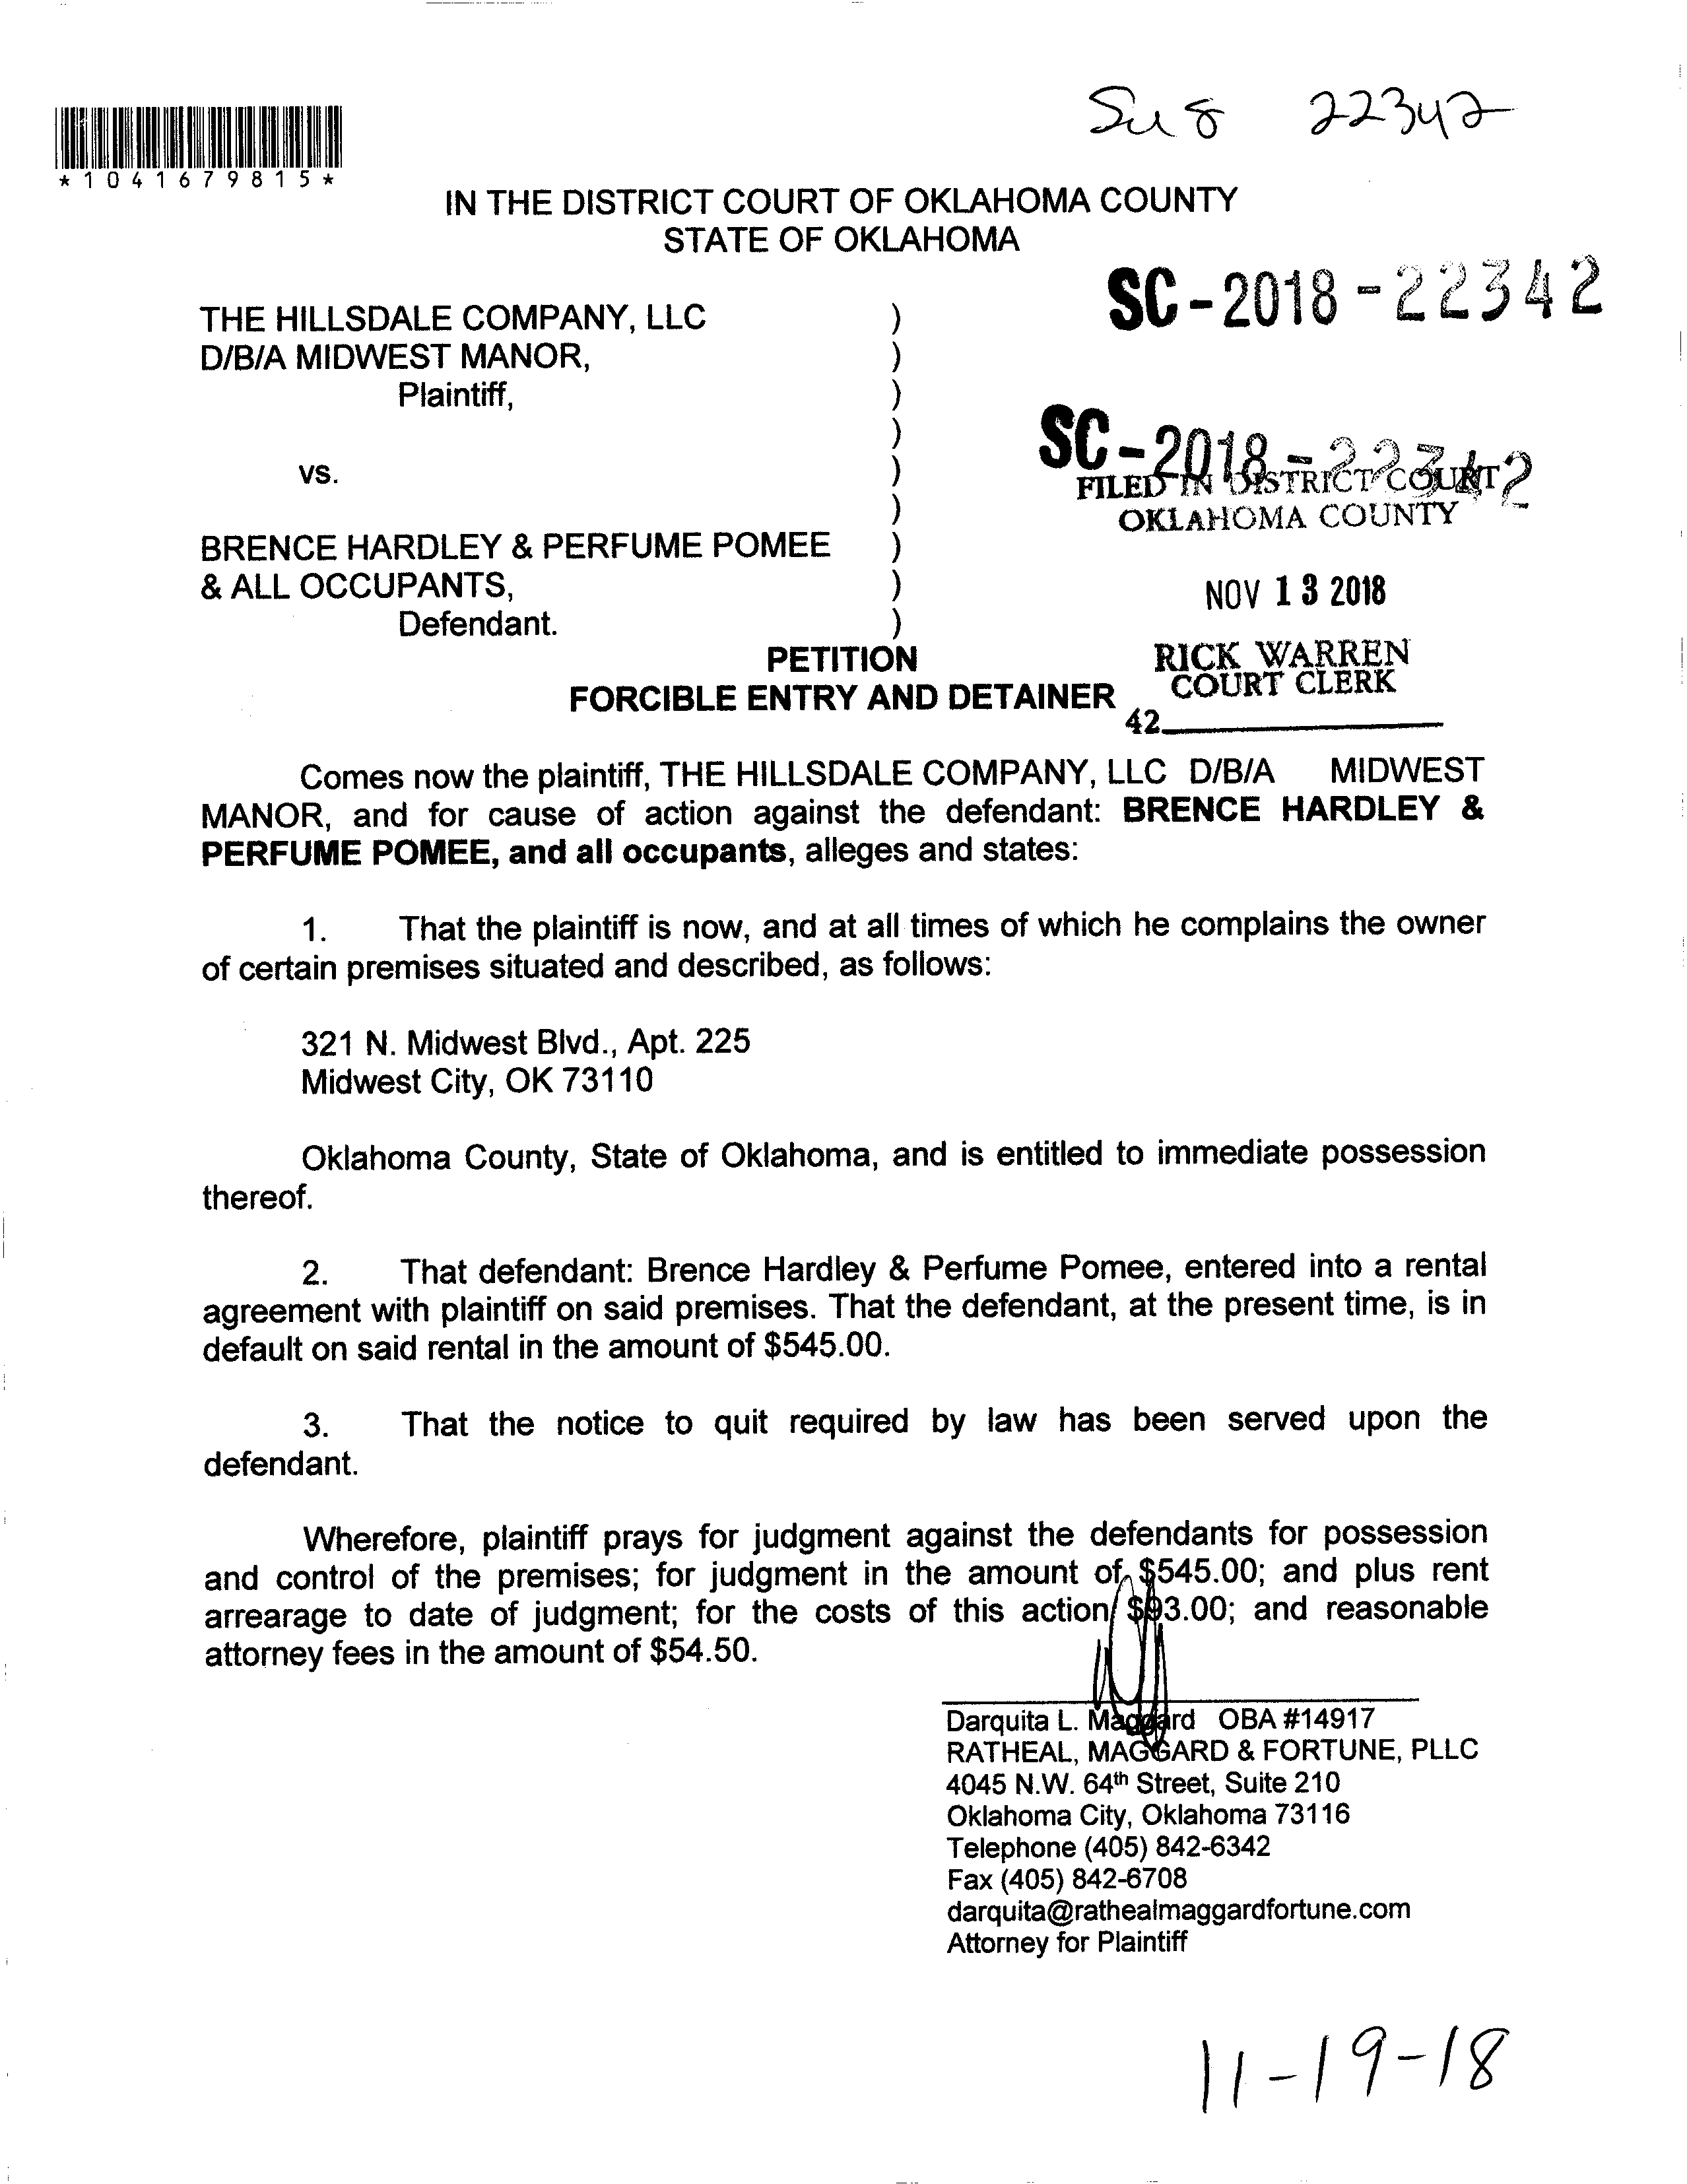 22342
*1041679815*
IN THE DISTRICT COURT OF OKLAHOMA COUNTY
STATE OF OKLAHOMA
SC-2018-22342
THE HILLSDALE COMPANY, LLC )
D/B/A MIDWEST MANOR, )
Plaintiff, )
)
vs. )
)
BRENCE HARDLEY & PERFUME POMEE )
& ALL OCCUPANTS, )
Defendant. )
SC-2018-22342
FILED IN DISTRICT COURT
OKLAHOMA COUNTY
NOV 13 2018
RICK WARREN
COURT CLERK
42
PETITION
FORCIBLE ENTRY AND DETAINER
Comes now the plaintiff, THE HILLSDALE COMPANY, LLC D/B/A MIDWEST
MANOR, and for cause of action against the defendant: BRENCE HARDLEY &
PERFUME POMEE, and all occupants, alleges and states:
1. That the plaintiff is now, and at all times of which he complains the owner
of certain premises situated and described, as follows:
321 N. Midwest Blvd., Apt. 225
Midwest City, OK 73110
Oklahoma County, State of Oklahoma, and is entitled to immediate possession
thereof.
2. That defendant: Brence Hardley & Perfume Pomee, entered into a rental
agreement with plaintiff on said premises. That the defendant, at the present time, is in
default on said rental in the amount of $545.00.
3. That the notice to quit required by law has been served upon the
defendant.
Wherefore, plaintiff prays for judgment against the defendants for possession
and control of the premises; for judgment in the amount of $545.00; and plus rent
arrearage to date of judgment; for the costs of this action $93.00; and reasonable
attorney fees in the amount of $54.50.
Darquita L. Maggard OBA #14917
RATHEAL, MAGGARD & FORTUNE, PLLC
4045 N.W. 64th Street, Suite 210
Oklahoma City, Oklahoma 73116
Telephone (405) 842-6342
Fax (405) 842-6708
darquita@rathealmaggardfortune.com
Attorney for Plaintiff
11-19-18